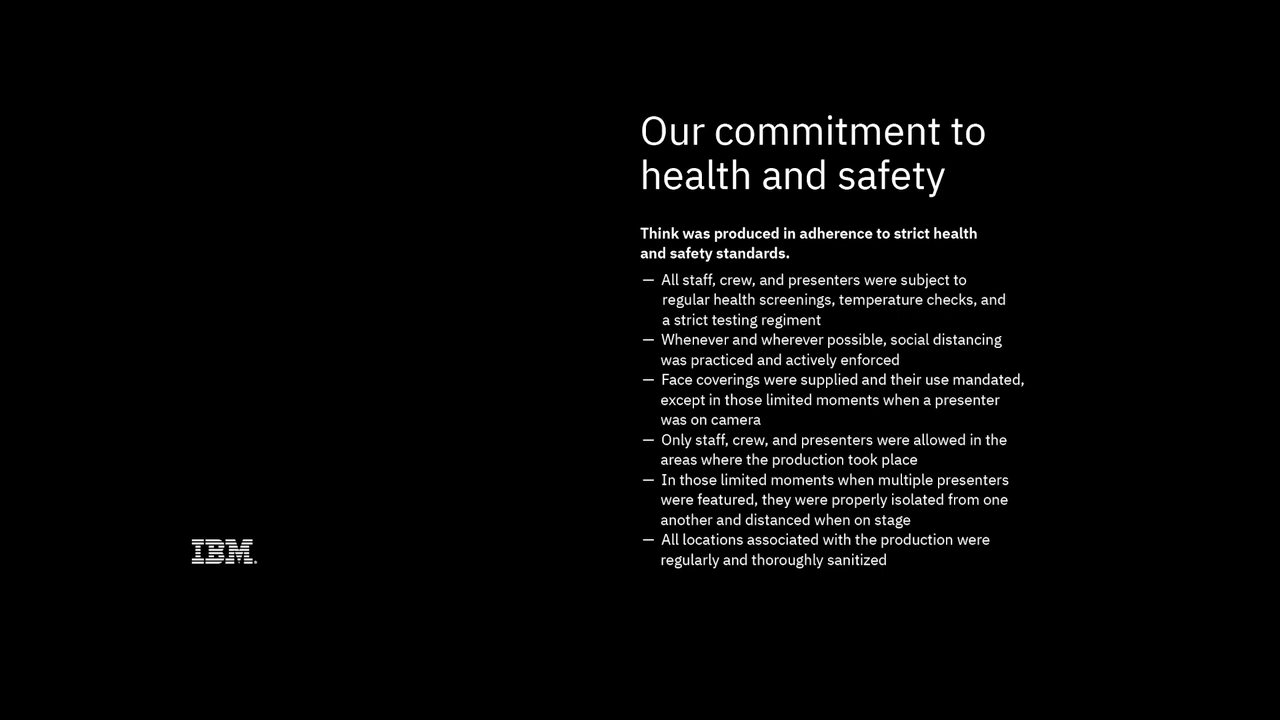 Our commitment to
health and safety
Think was produced in adherence to strict health
and safety standards.
— All staff, crew, and presenters were subject to
regular health screenings, temperature checks, and
a strict testing regiment
— Whenever and wherever possible, social distancing
was practiced and actively enforced
— Face coverings were supplied and their use mandated,
except in those limited moments when a presenter
was on camera
— Only staff, crew, and presenters were allowed in the
areas where the production took place
— In those limited moments when multiple presenters
were featured, they were properly isolated from one
another and distanced when on stage
— All locations associated with the production were
regularly and thoroughly sanitized
IBM®